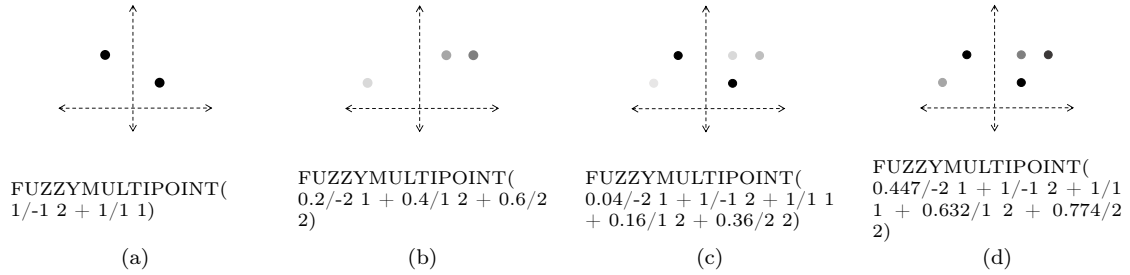 FUZZYMULTIPOINT(
1/-1 2 + 1/1 1)
(a)
FUZZYMULTIPOINT(
0.2/-2 1 + 0.4/1 2 + 0.6/2
2)
(b)
FUZZYMULTIPOINT(
0.04/-2 1 + 1/-1 2 + 1/1 1
+ 0.16/1 2 + 0.36/2 2)
(c)
FUZZYMULTIPOINT(
0.447/-2 1 + 1/-1 2 + 1/1
1 + 0.632/1 2 + 0.774/2
2)
(d)